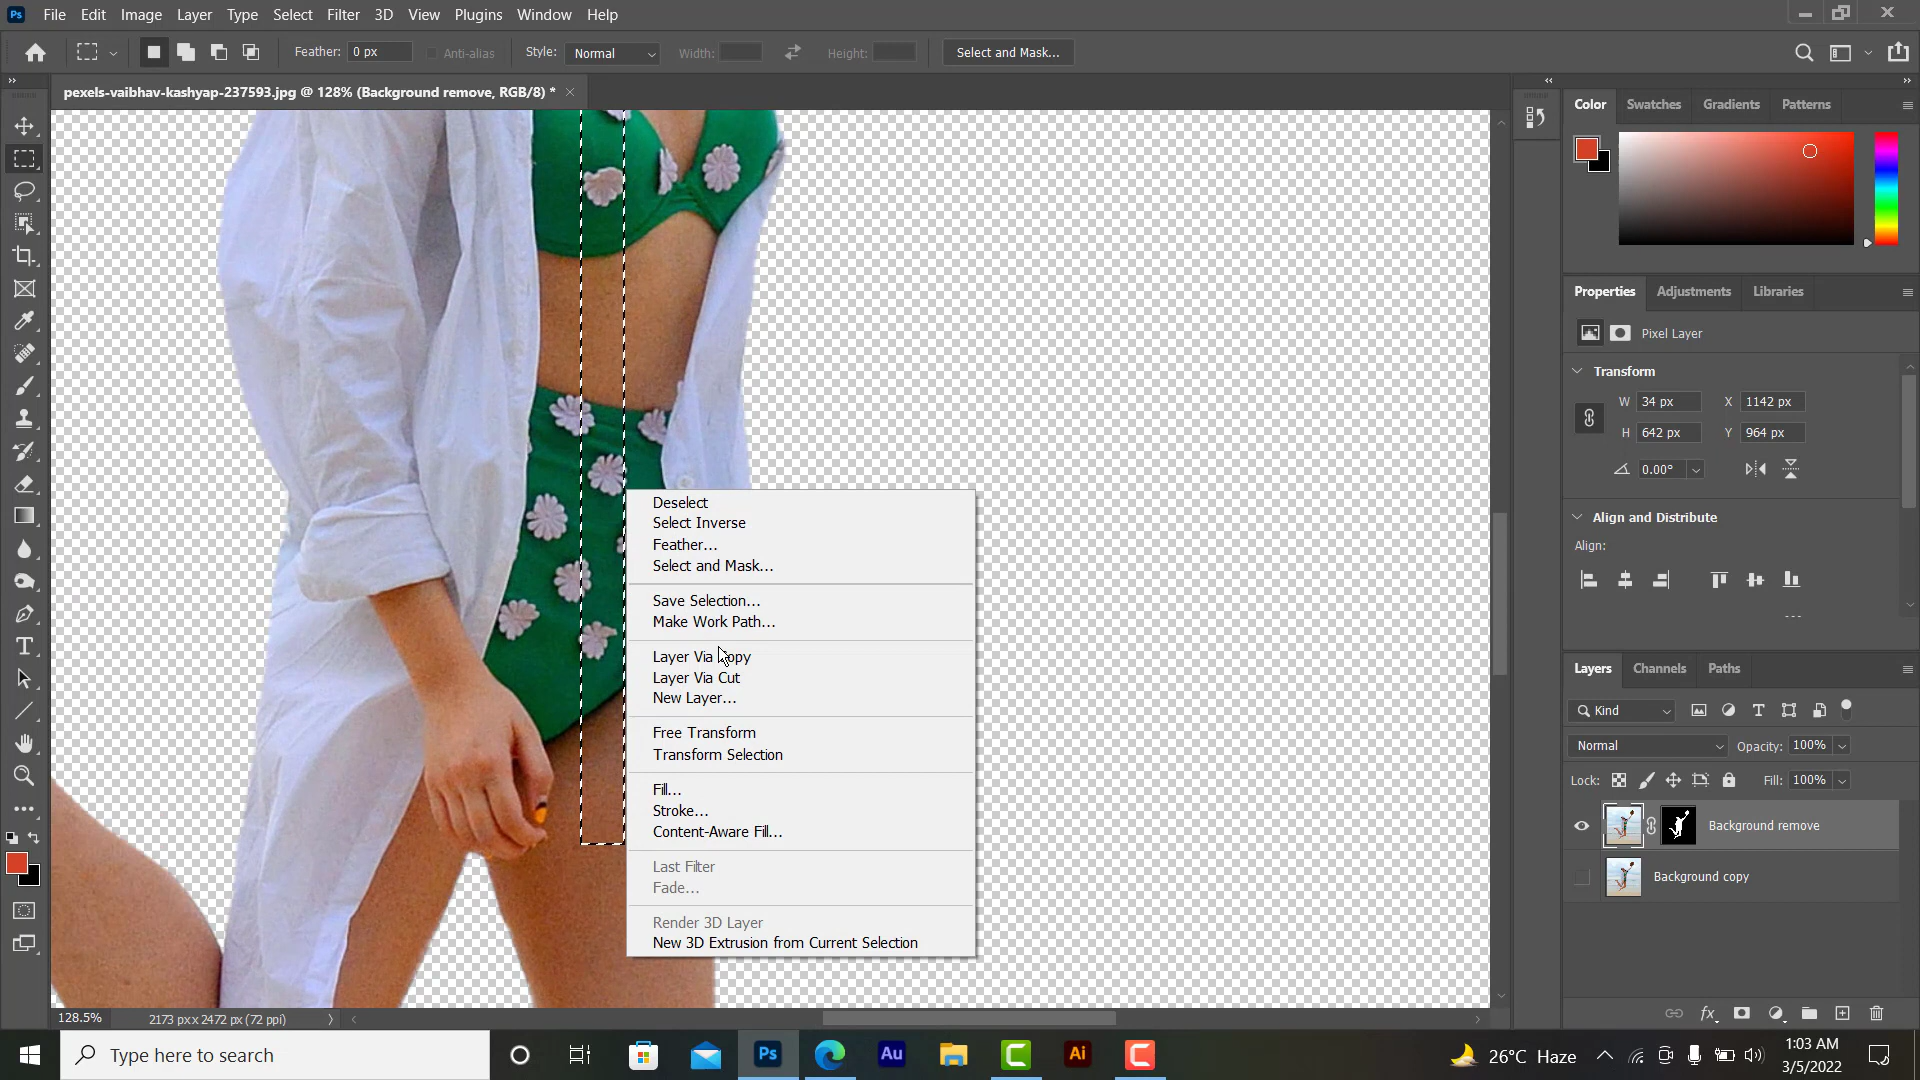 Ps File Edit Image Layer Type Select Filter 3D View Plugins Window Help
Feather: 0 px Anti-alias Style: Normal Width: Height: Select and Mask...
pexels-vaibhav-kashyap-237593.jpg @ 128% (Background remove, RGB/8) *
Color Swatches Gradients Patterns
Properties Adjustments Libraries
Pixel Layer
Transform
W 34 px X 1142 px
H 642 px Y 964 px
0.00°
Align and Distribute
Align:
Deselect
Select Inverse
Feather...
Select and Mask...
Save Selection...
Make Work Path...
Layer Via Copy
Layer Via Cut
New Layer...
Free Transform
Transform Selection
Fill...
Stroke...
Content-Aware Fill...
Last Filter
Fade...
Render 3D Layer
New 3D Extrusion from Current Selection
Layers Channels Paths
Kind
Normal Opacity: 100%
Lock: Fill: 100%
Background remove
Background copy
128.5% 2173 px x 2472 px (72 ppi)
Type here to search
Ps Au Ai
26°C Haze
1:03 AM
3/5/2022